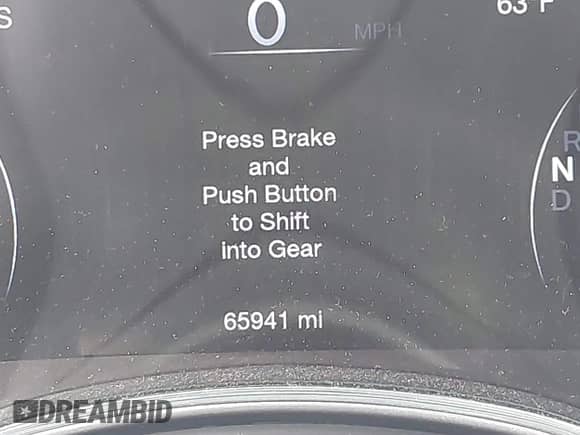 S
0
MPH
63°F
Press Brake
and
Push Button
to Shift
into Gear
R
N
D
65941 mi
DREAMBID